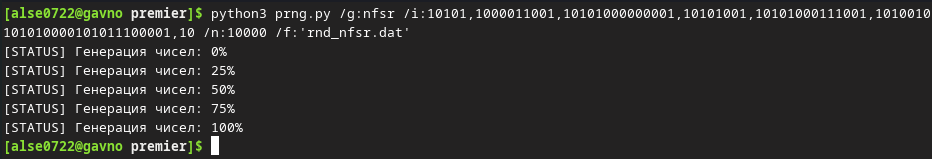 [alse0722@gavno premier]$ python3 prng.py /g:nfsr /i:10101,1000011001,10101000000001,10101001,10101000111001,1010010
10101000010101110​0001,10 /n:10000 /f:'rnd_nfsr.dat'
[STATUS] Генерация чисел: 0%
[STATUS] Генерация чисел: 25%
[STATUS] Генерация чисел: 50%
[STATUS] Генерация чисел: 75%
[STATUS] Генерация чисел: 100%
[alse0722@gavno premier]$